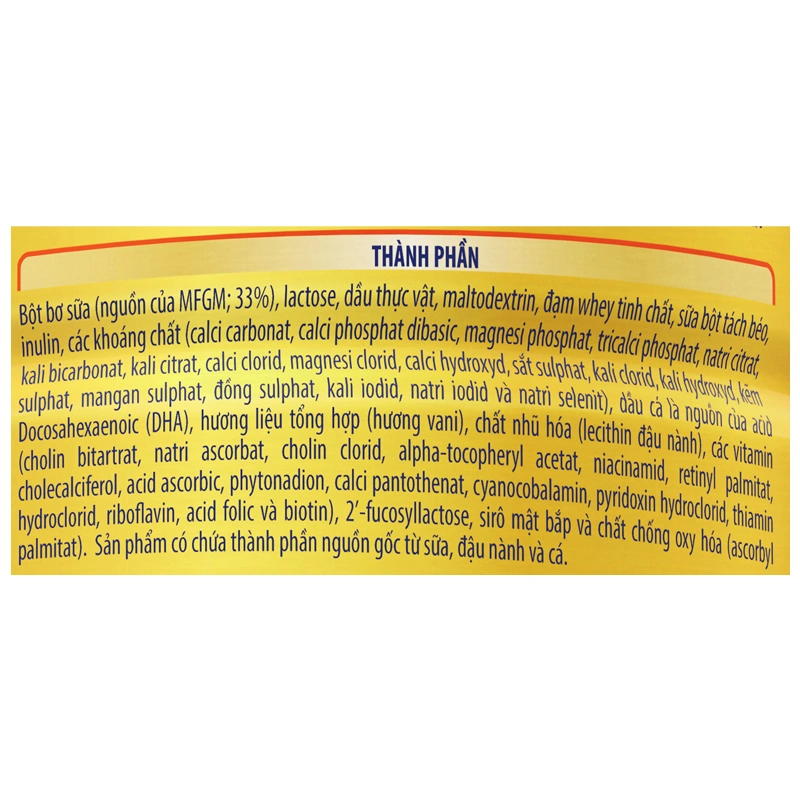 THÀNH PHẦN
Bột bơ sữa (nguồn của MFGM; 33%), lactose, dầu thực vật, maltodextrin, đạm whey tinh chất, sữa bột tách béo,
inulin, các khoáng chất (calci carbonat, calci phosphat dibasic, magnesi phosphat, tricalci phosphat, natri citrat,
kali bicarbonat, kali citrat, calci clorid, magnesi clorid, calci hydroxyd, sắt sulphat, kali clorid, kali hydroxyd, kẽm
sulphat, mangan sulphat, đồng sulphat, kali iodid, natri iodid và natri selenit), dầu cá là nguồn của acid
Docosahexaenoic (DHA), hương liệu tổng hợp (hương vani), chất nhũ hóa (lecithin đậu nành), các vitamin
(cholin bitartrat, natri ascorbat, cholin clorid, alpha-tocopheryl acetat, niacinamid, retinyl palmitat,
cholecalciferol, acid ascorbic, phytonadion, calci pantothenat, cyanocobalamin, pyridoxin hydroclorid, thiamin
hydroclorid, riboflavin, acid folic và biotin), 2’-fucosyllactose, sirô mật bắp và chất chống oxy hóa (ascorbyl
palmitat). Sản phẩm có chứa thành phần nguồn gốc từ sữa, đậu nành và cá.